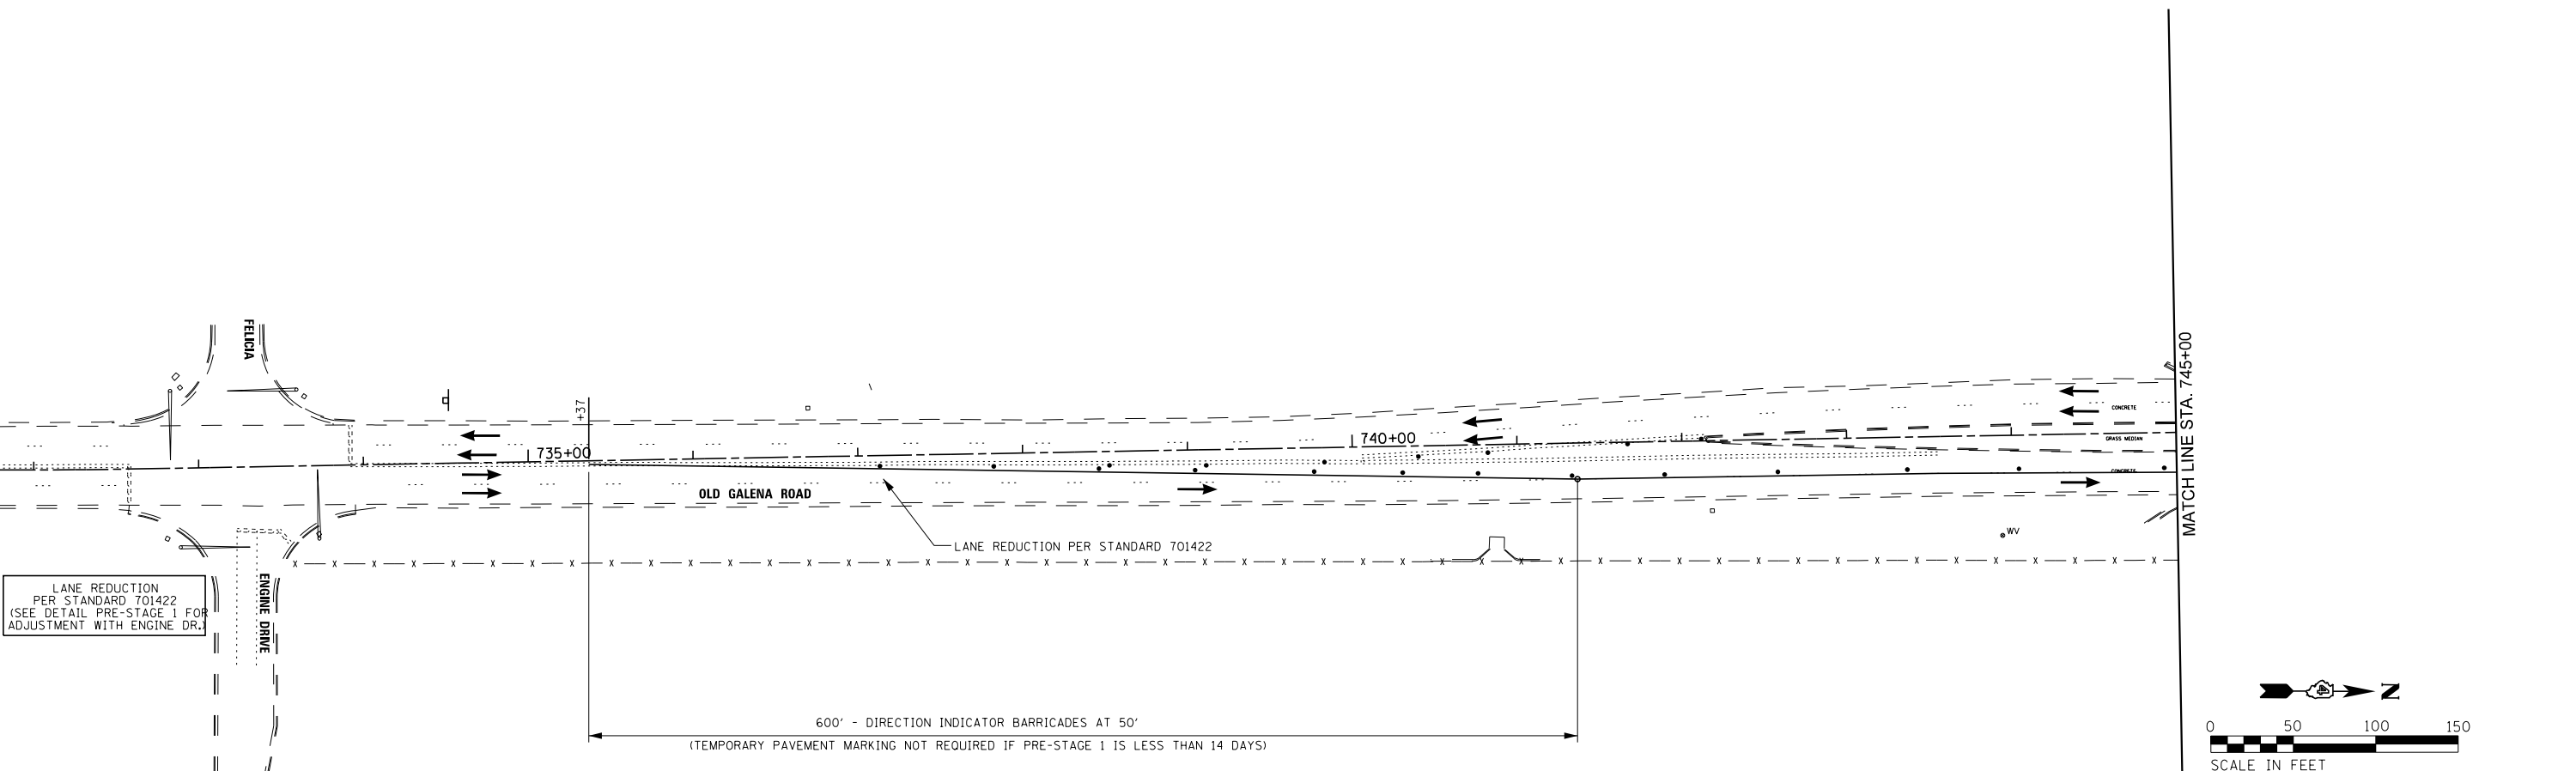 FELICIA
+37
735+00
740+00
CONCRETE
GRASS MEDIAN
CONCRETE
MATCH LINE STA. 745+00
OLD GALENA ROAD
LANE REDUCTION PER STANDARD 701422
WV
X X X X X X X X X X X X X X X X X X X X X X X X X X X X X X X X X X X X X X X X X X X X X X X X
LANE REDUCTION
PER STANDARD 701422
(SEE DETAIL PRE-STAGE 1 FOR
ADJUSTMENT WITH ENGINE DR.)
ENGINE DRIVE
600' - DIRECTION INDICATOR BARRICADES AT 50'
(TEMPORARY PAVEMENT MARKING NOT REQUIRED IF PRE-STAGE 1 IS LESS THAN 14 DAYS)
4 N
0 50 100 150
SCALE IN FEET